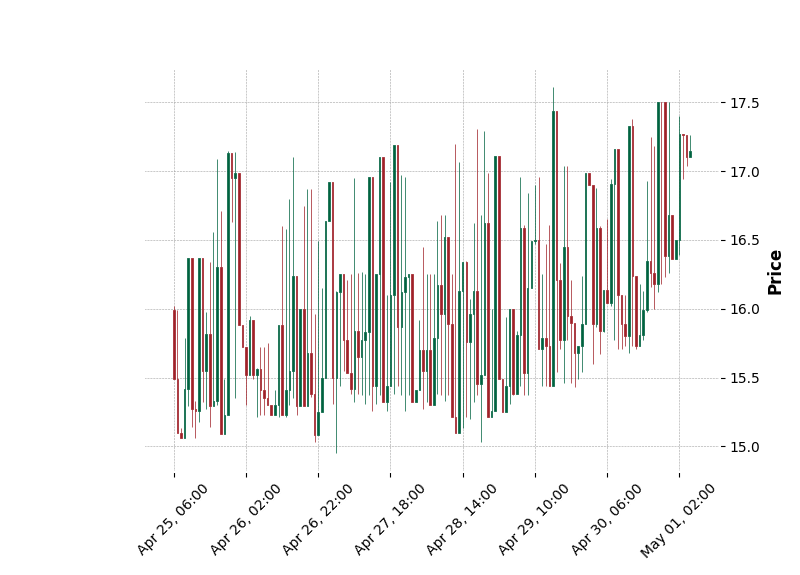 17.5
17.0
16.5
16.0
15.5
15.0
Price
Apr 25, 06:00
Apr 26, 02:00
Apr 26, 22:00
Apr 27, 18:00
Apr 28, 14:00
Apr 29, 10:00
Apr 30, 06:00
May 01, 02:00